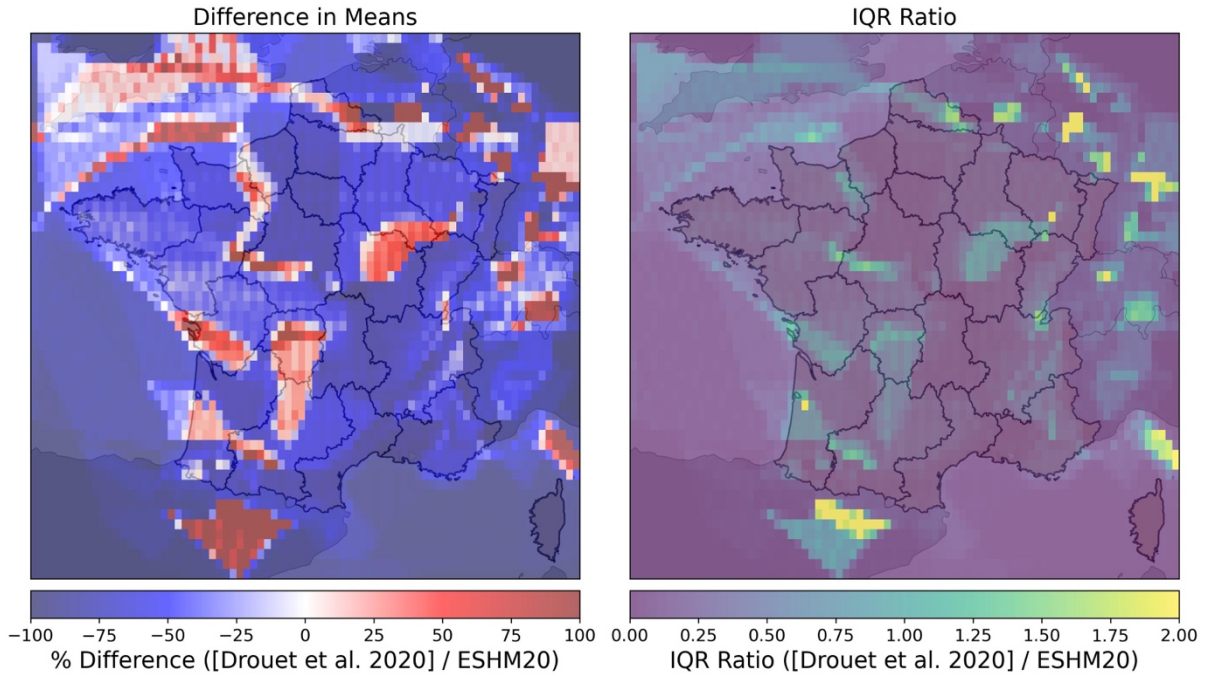 Difference in Means
IQR Ratio
−100 −75 −50 −25 0 25 50 75 100
% Difference ([Drouet et al. 2020] / ESHM20)
0.00 0.25 0.50 0.75 1.00 1.25 1.50 1.75 2.00
IQR Ratio ([Drouet et al. 2020] / ESHM20)